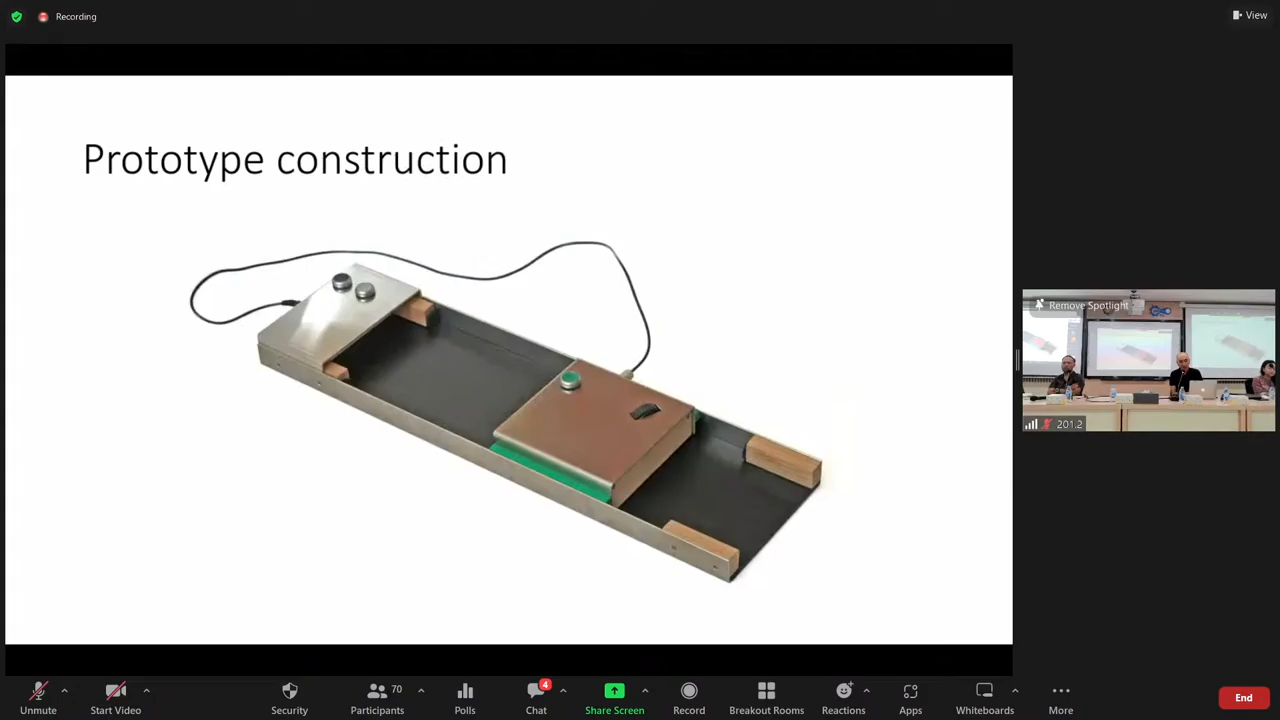 Recording
View
Prototype construction
Remove Spotlight
201.2
Unmute
Start Video
Security
70
Participants
Polls
4
Chat
Share Screen
Record
Breakout Rooms
Reactions
Apps
Whiteboards
More
End